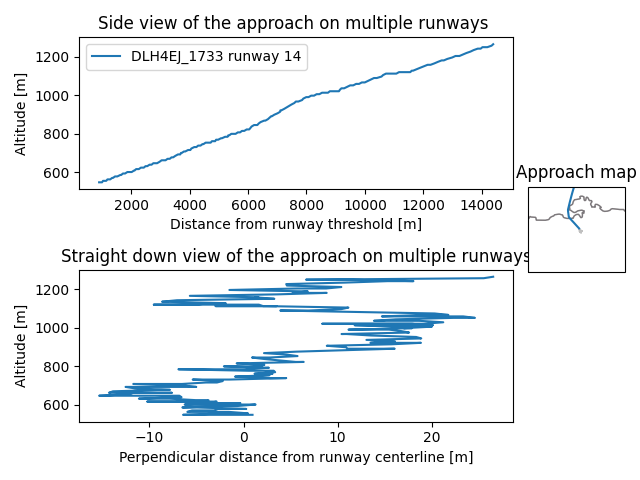 Side view of the approach on multiple runways
DLH4EJ_1733 runway 14
Altitude [m]
1200
1000
800
600
2000 4000 6000 8000 10000 12000 14000
Distance from runway threshold [m]
Approach map
Straight down view of the approach on multiple runways
Altitude [m]
1200
1000
800
600
−10 0 10 20
Perpendicular distance from runway centerline [m]